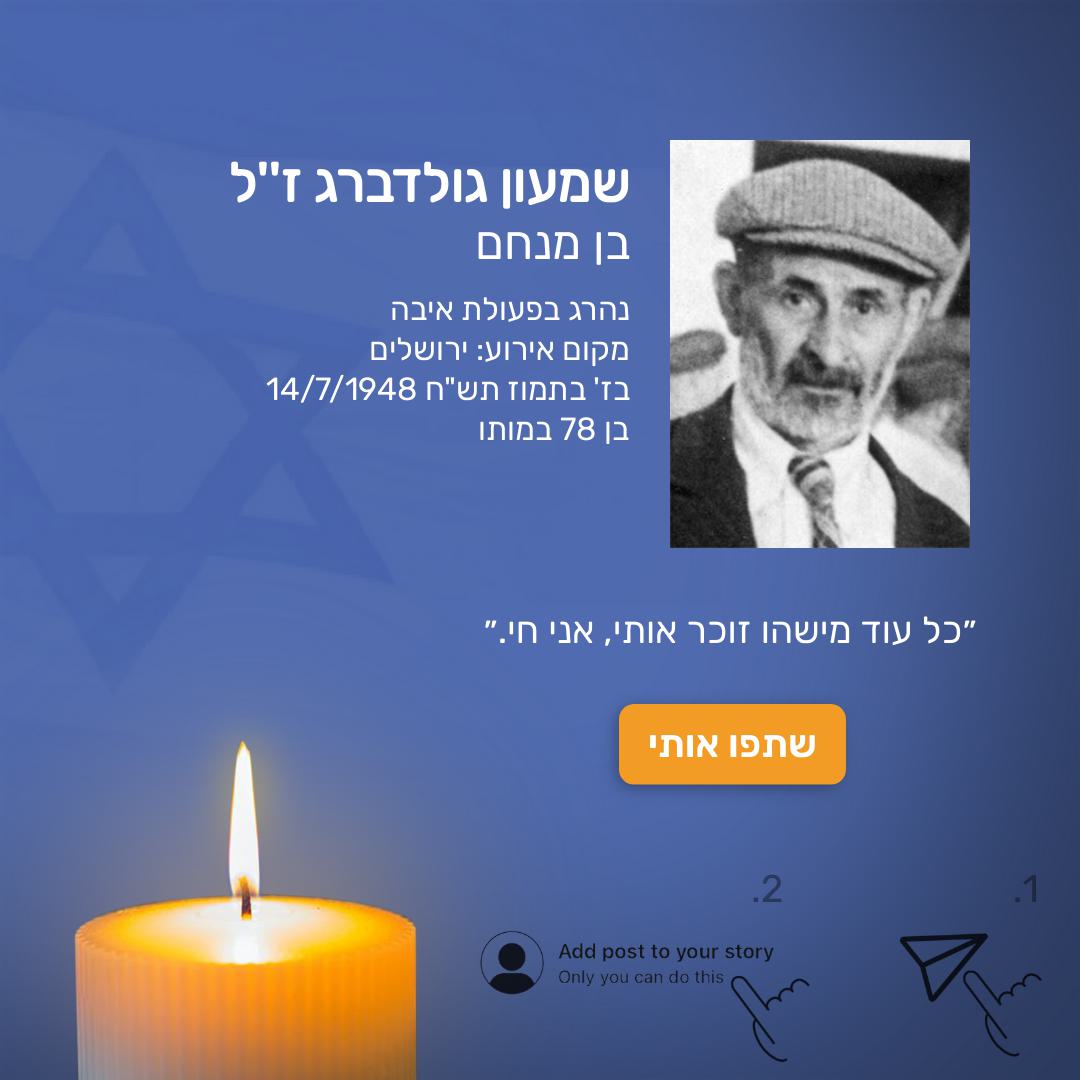 שמעון גולדברג ז"ל
בן מנחם
נהרג בפעולת איבה
מקום אירוע: ירושלים
בז' בתמוז תש"ח 14/7/1948
בן 78 במותו
״כל עוד מישהו זוכר אותי, אני חי.״
שתפו אותי
1.
2.
Add post to your story
Only you can do this